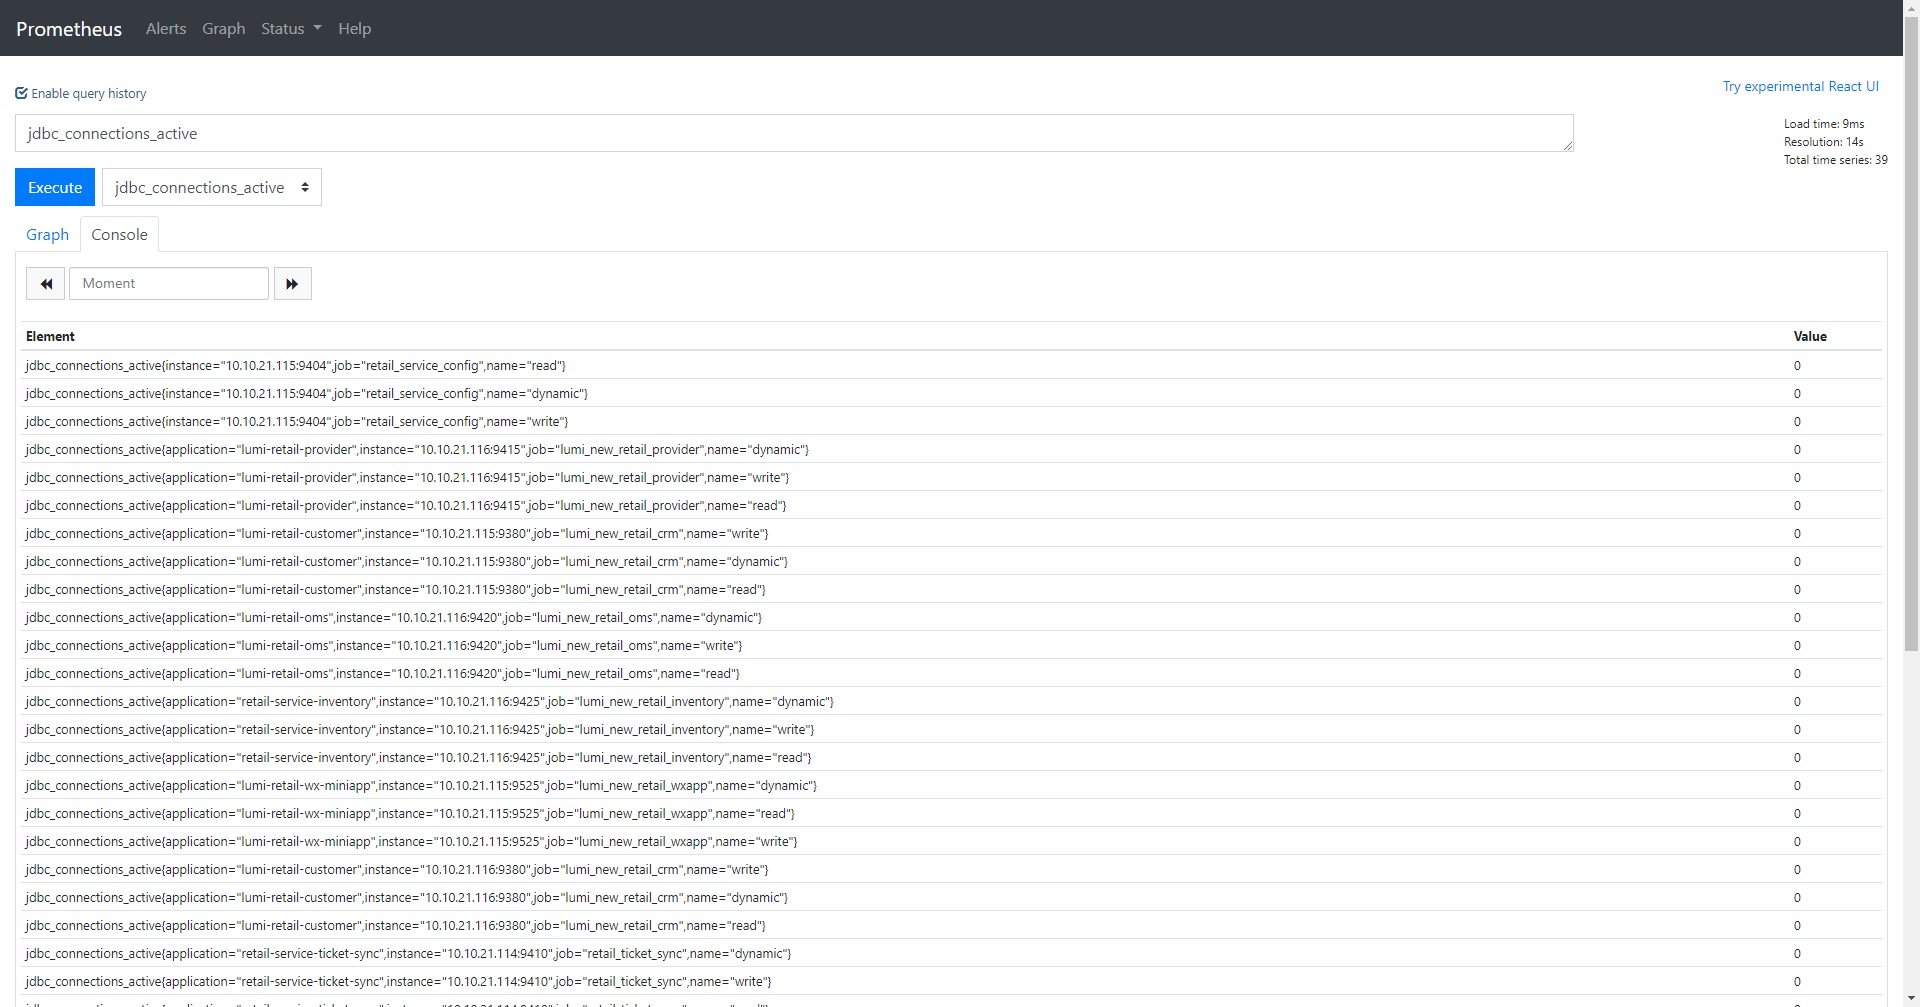 Prometheus Alerts Graph Status Help
Enable query history
Try experimental React UI
jdbc_connections_active
Load time: 9ms
Resolution: 14s
Total time series: 39
Execute jdbc_connections_active
Graph Console
Moment
Element Value
jdbc_connections_active{instance="10.10.21.115:9404",job="retail_service_config",name="read"} 0
jdbc_connections_active{instance="10.10.21.115:9404",job="retail_service_config",name="dynamic"} 0
jdbc_connections_active{instance="10.10.21.115:9404",job="retail_service_config",name="write"} 0
jdbc_connections_active{application="lumi-retail-provider",instance="10.10.21.116:9415",job="lumi_new_retail_provider",name="dynamic"} 0
jdbc_connections_active{application="lumi-retail-provider",instance="10.10.21.116:9415",job="lumi_new_retail_provider",name="write"} 0
jdbc_connections_active{application="lumi-retail-provider",instance="10.10.21.116:9415",job="lumi_new_retail_provider",name="read"} 0
jdbc_connections_active{application="lumi-retail-customer",instance="10.10.21.115:9380",job="lumi_new_retail_crm",name="write"} 0
jdbc_connections_active{application="lumi-retail-customer",instance="10.10.21.115:9380",job="lumi_new_retail_crm",name="dynamic"} 0
jdbc_connections_active{application="lumi-retail-customer",instance="10.10.21.115:9380",job="lumi_new_retail_crm",name="read"} 0
jdbc_connections_active{application="lumi-retail-oms",instance="10.10.21.116:9420",job="lumi_new_retail_oms",name="dynamic"} 0
jdbc_connections_active{application="lumi-retail-oms",instance="10.10.21.116:9420",job="lumi_new_retail_oms",name="write"} 0
jdbc_connections_active{application="lumi-retail-oms",instance="10.10.21.116:9420",job="lumi_new_retail_oms",name="read"} 0
jdbc_connections_active{application="retail-service-inventory",instance="10.10.21.116:9425",job="lumi_new_retail_inventory",name="dynamic"} 0
jdbc_connections_active{application="retail-service-inventory",instance="10.10.21.116:9425",job="lumi_new_retail_inventory",name="write"} 0
jdbc_connections_active{application="retail-service-inventory",instance="10.10.21.116:9425",job="lumi_new_retail_inventory",name="read"} 0
jdbc_connections_active{application="lumi-retail-wx-miniapp",instance="10.10.21.115:9525",job="lumi_new_retail_wxapp",name="dynamic"} 0
jdbc_connections_active{application="lumi-retail-wx-miniapp",instance="10.10.21.115:9525",job="lumi_new_retail_wxapp",name="read"} 0
jdbc_connections_active{application="lumi-retail-wx-miniapp",instance="10.10.21.115:9525",job="lumi_new_retail_wxapp",name="write"} 0
jdbc_connections_active{application="lumi-retail-customer",instance="10.10.21.116:9380",job="lumi_new_retail_crm",name="write"} 0
jdbc_connections_active{application="lumi-retail-customer",instance="10.10.21.116:9380",job="lumi_new_retail_crm",name="dynamic"} 0
jdbc_connections_active{application="lumi-retail-customer",instance="10.10.21.116:9380",job="lumi_new_retail_crm",name="read"} 0
jdbc_connections_active{application="retail-service-ticket-sync",instance="10.10.21.114:9410",job="retail_ticket_sync",name="dynamic"} 0
jdbc_connections_active{application="retail-service-ticket-sync",instance="10.10.21.114:9410",job="retail_ticket_sync",name="write"} 0